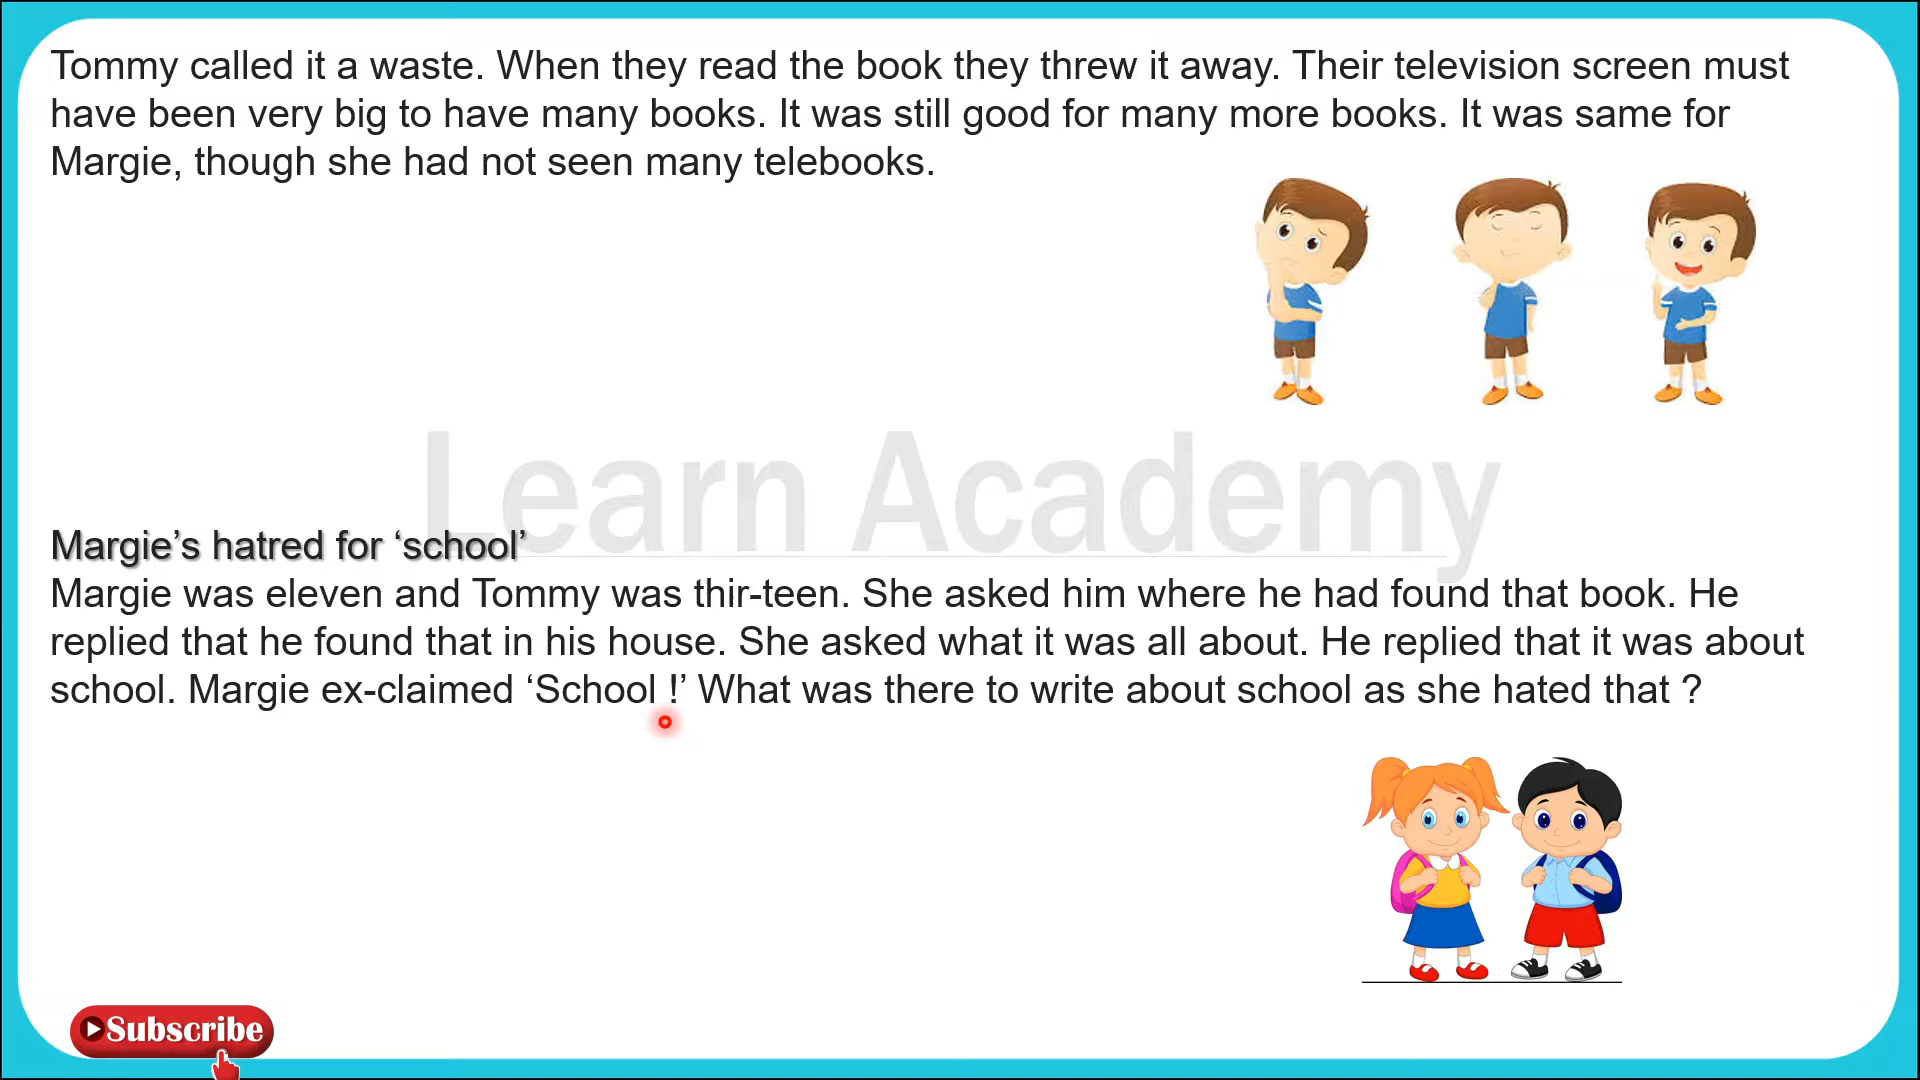 Tommy called it a waste. When they read the book they threw it away. Their television screen must
have been very big to have many books. It was still good for many more books. It was same for
Margie, though she had not seen many telebooks.
Learn Academy
Margie’s hatred for ‘school’
Margie was eleven and Tommy was thir-teen. She asked him where he had found that book. He
replied that he found that in his house. She asked what it was all about. He replied that it was about
school. Margie ex-claimed ‘School !’ What was there to write about school as she hated that ?
Subscribe